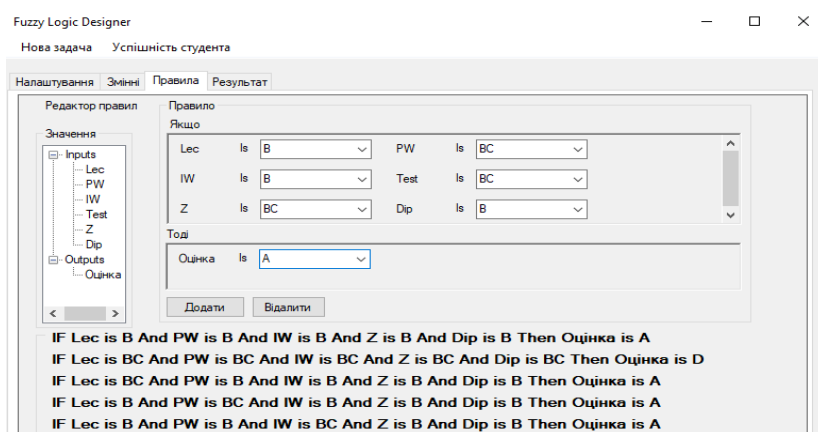 Fuzzy Logic Designer
Нова задача Успішність студента
Налаштування Змінні Правила Результат
Редактор правил
Значення
Inputs
Lec
PW
IW
Test
Z
Dip
Outputs
Оцінка
Правило
Якщо
Lec Is B PW Is BC
IW Is B Test Is BC
Z Is BC Dip Is B
Тоді
Оцінка Is A
Додати Відалити
IF Lec is B And PW is B And IW is B And Z is B And Dip is B Then Оцінка is A
IF Lec is BC And PW is BC And IW is BC And Z is BC And Dip is BC Then Оцінка is D
IF Lec is BC And PW is B And IW is B And Z is B And Dip is B Then Оцінка is A
IF Lec is B And PW is BC And IW is B And Z is B And Dip is B Then Оцінка is A
IF Lec is B And PW is B And IW is BC And Z is B And Dip is B Then Оцінка is A